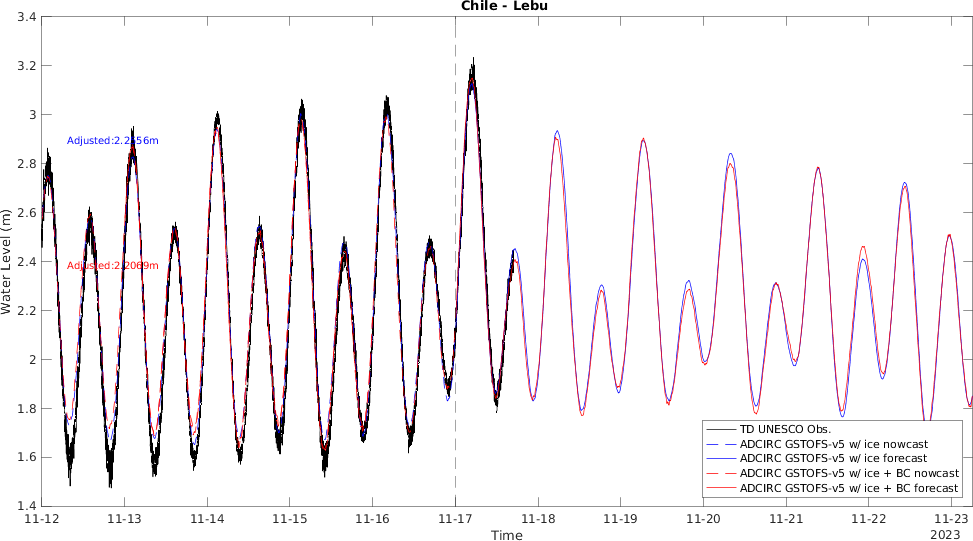 Chile - Lebu
3.4
3.2
3
2.8
2.6
2.4
2.2
2
1.8
1.6
1.4
Water Level (m)
Adjusted:2.2556m
Adjusted:2.2069m
TD UNESCO Obs.
ADCIRC GSTOFS-v5 w/ ice nowcast
ADCIRC GSTOFS-v5 w/ ice forecast
ADCIRC GSTOFS-v5 w/ ice + BC nowcast
ADCIRC GSTOFS-v5 w/ ice + BC forecast
11-12 11-13 11-14 11-15 11-16 11-17 11-18 11-19 11-20 11-21 11-22 11-23
Time
2023